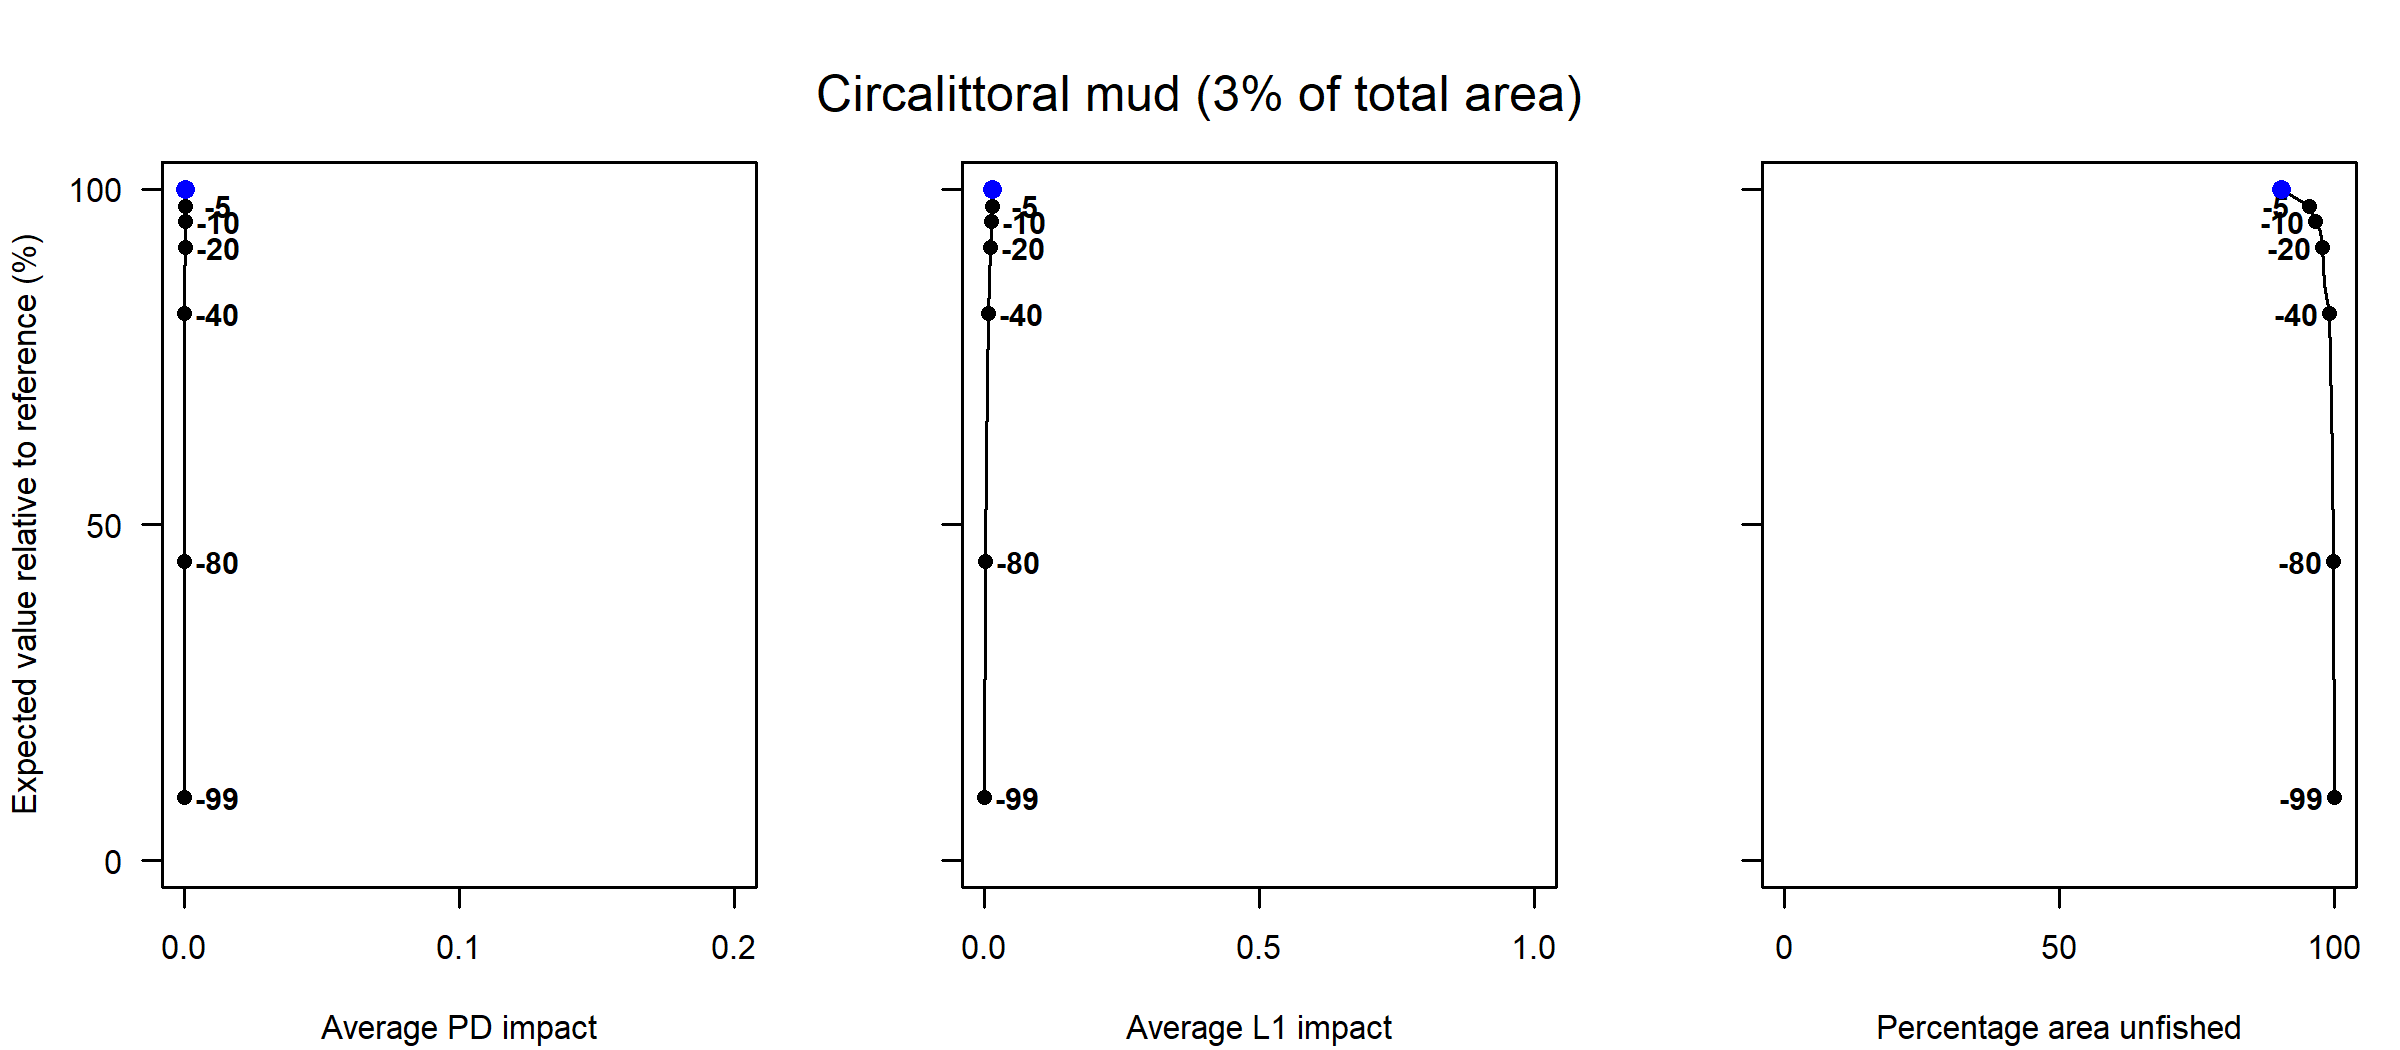 Circalittoral mud (3% of total area)
Expected value relative to reference (%)
100
50
0
-5
-10
-20
-40
-80
-99
0.0 0.1 0.2
Average PD impact
-5
-10
-20
-40
-80
-99
0.0 0.5 1.0
Average L1 impact
-5
-10
-20
-40
-80
-99
0 50 100
Percentage area unfished